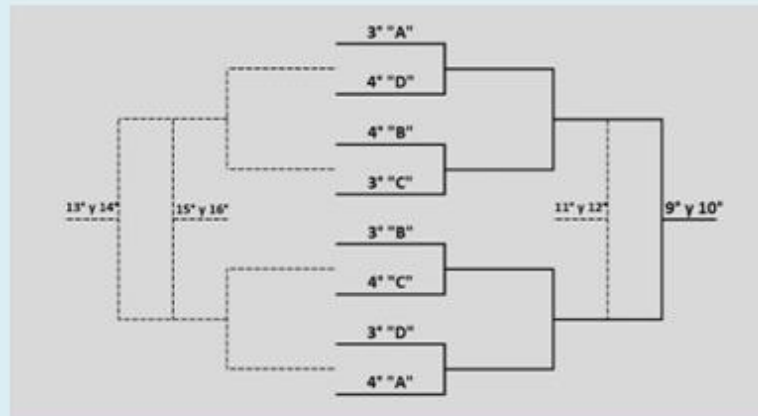 3° "A"
4° "D"
4° "B"
3° "C"
13° y 14°
15° y 16°
11° y 12°
9° y 10°
3° "B"
4° "C"
3° "D"
4° "A"